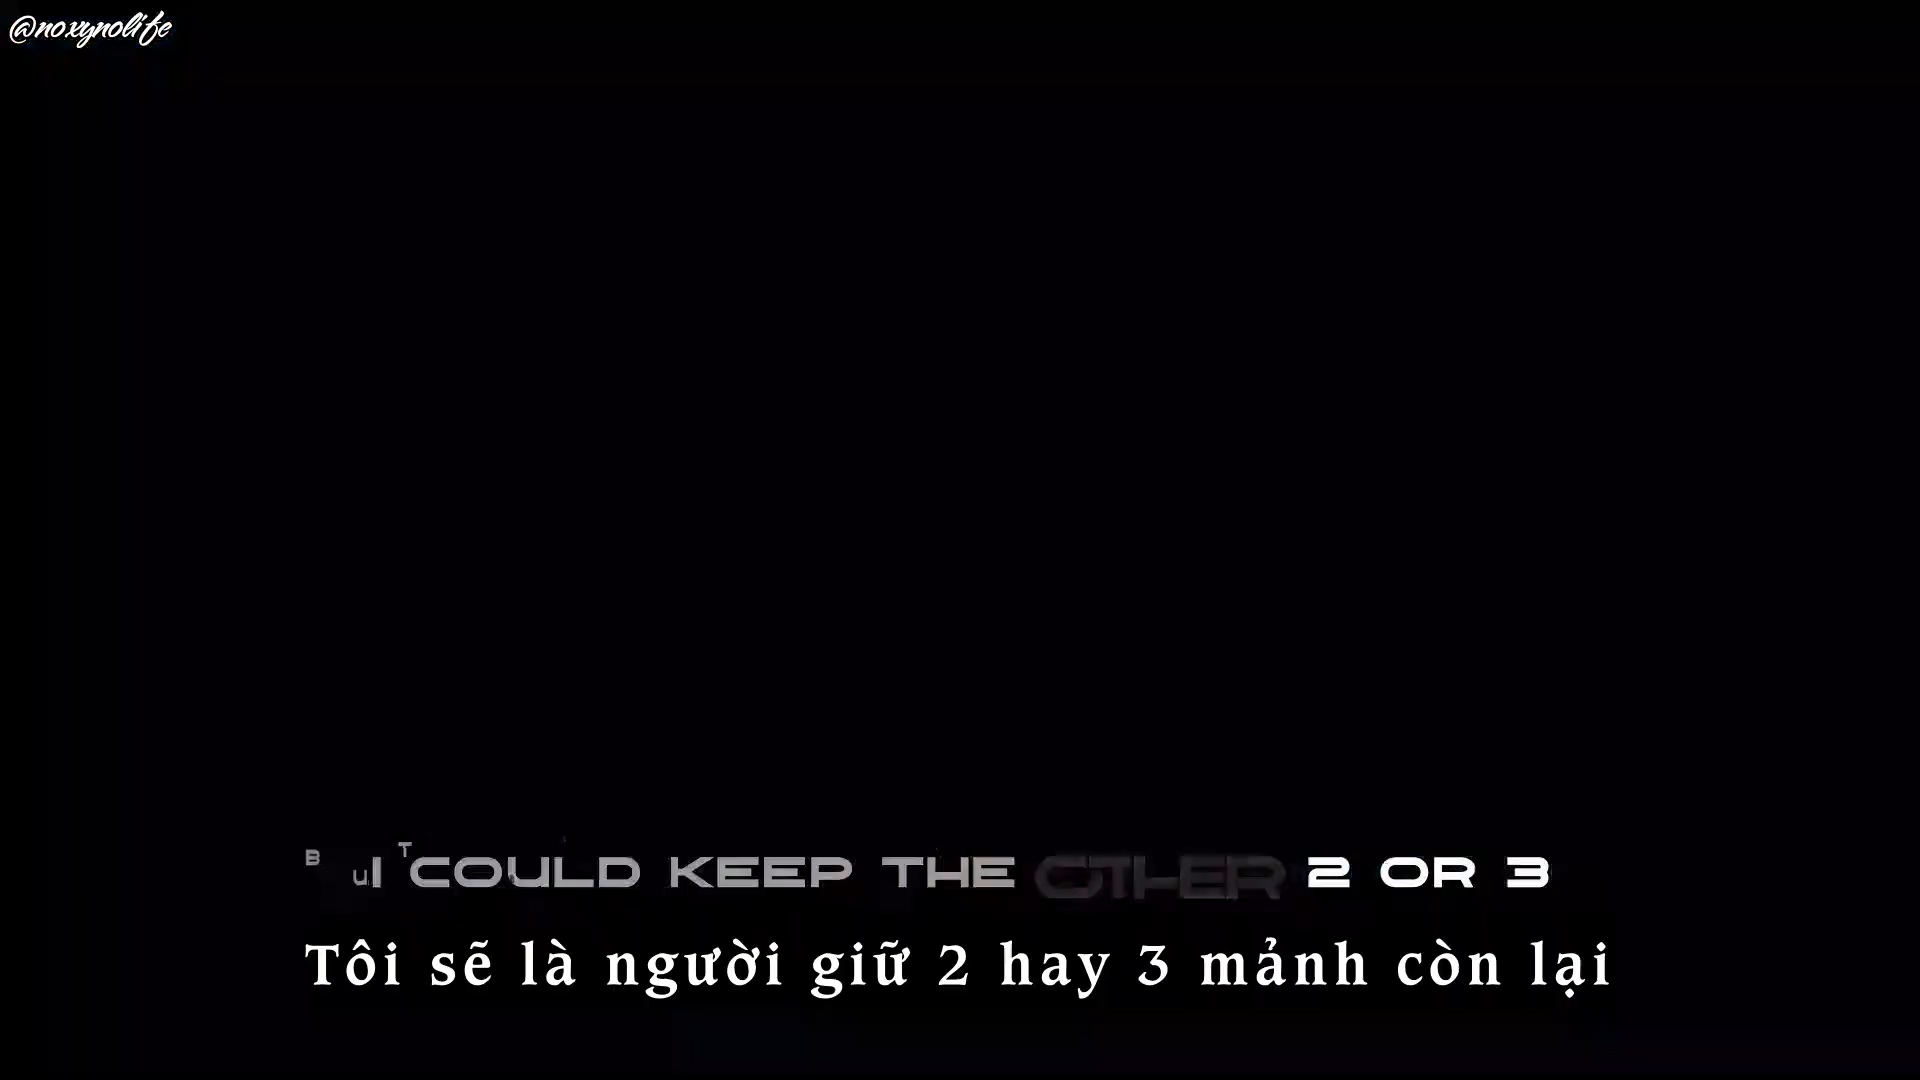 @noxynolife
BuT I COULD KEEP THE OTHER 2 OR 3
Tôi sẽ là người giữ 2 hay 3 mảnh còn lại